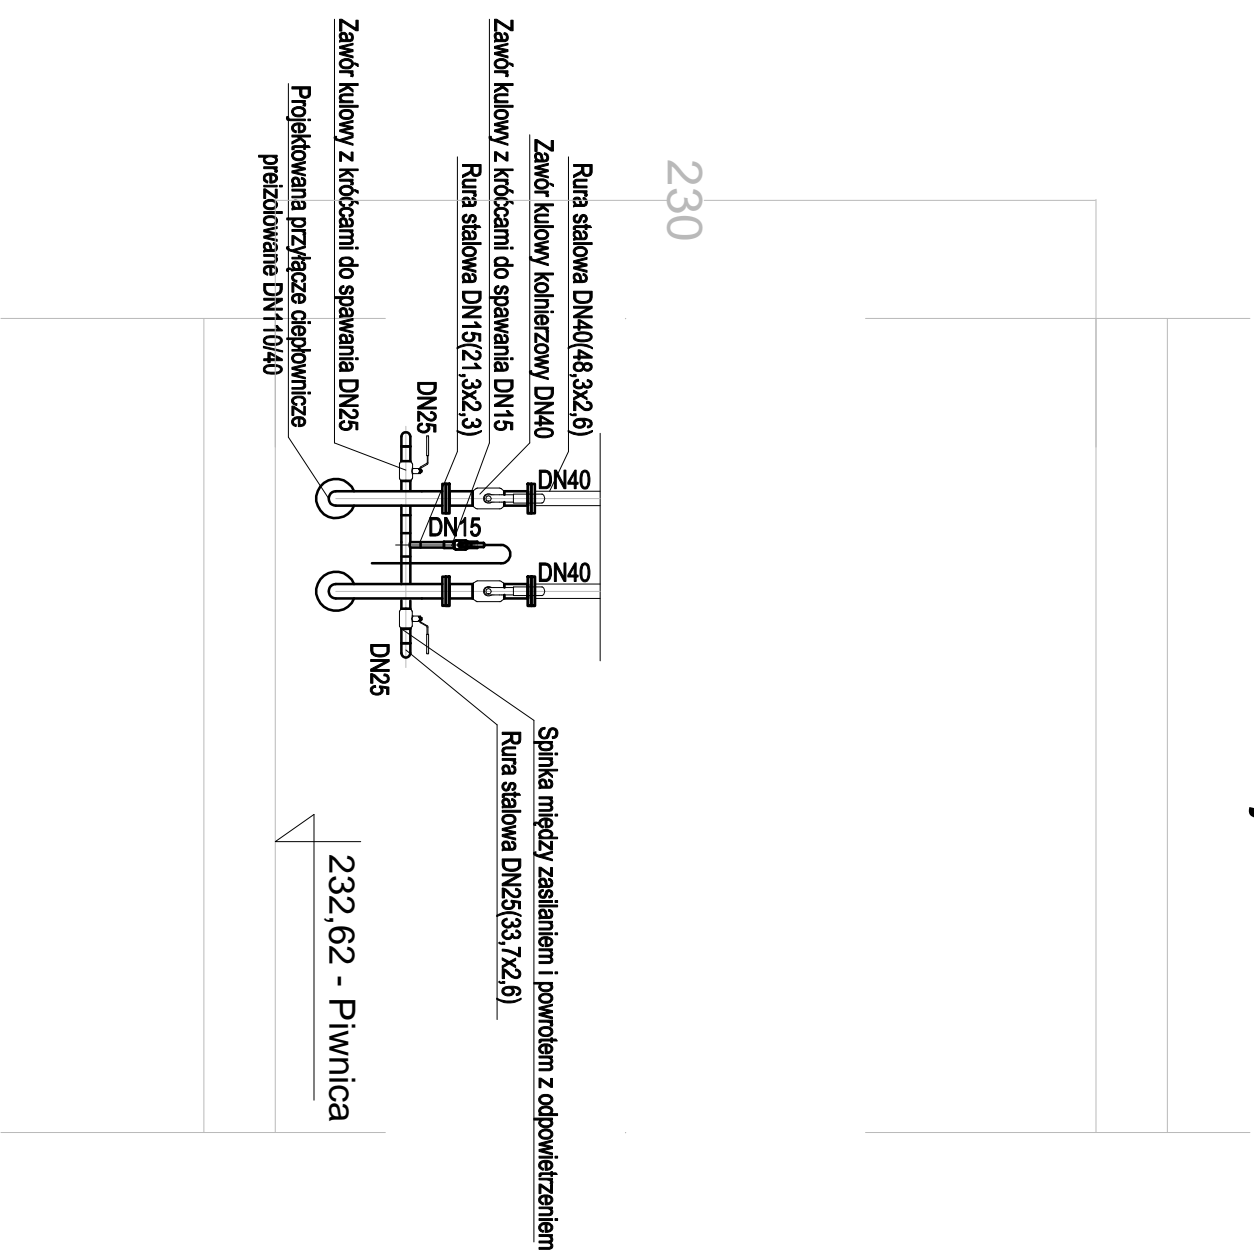 230
Rura stalowa DN40(48,3x2,6)
Zawór kulowy kołnierzowy DN40
Zawór kulowy z króćcami do spawania DN15
Rura stalowa DN15(21,3x2,3)
Zawór kulowy z króćcami do spawania DN25
Projektowana przyłącze ciepłownicze
preizolowane DN110/40
DN25
DN40
DN15
DN40
DN25
Spinka między zasilaniem i powrotem z odpowietrzeniem
Rura stalowa DN25(33,7x2,6)
232,62 - Piwnica